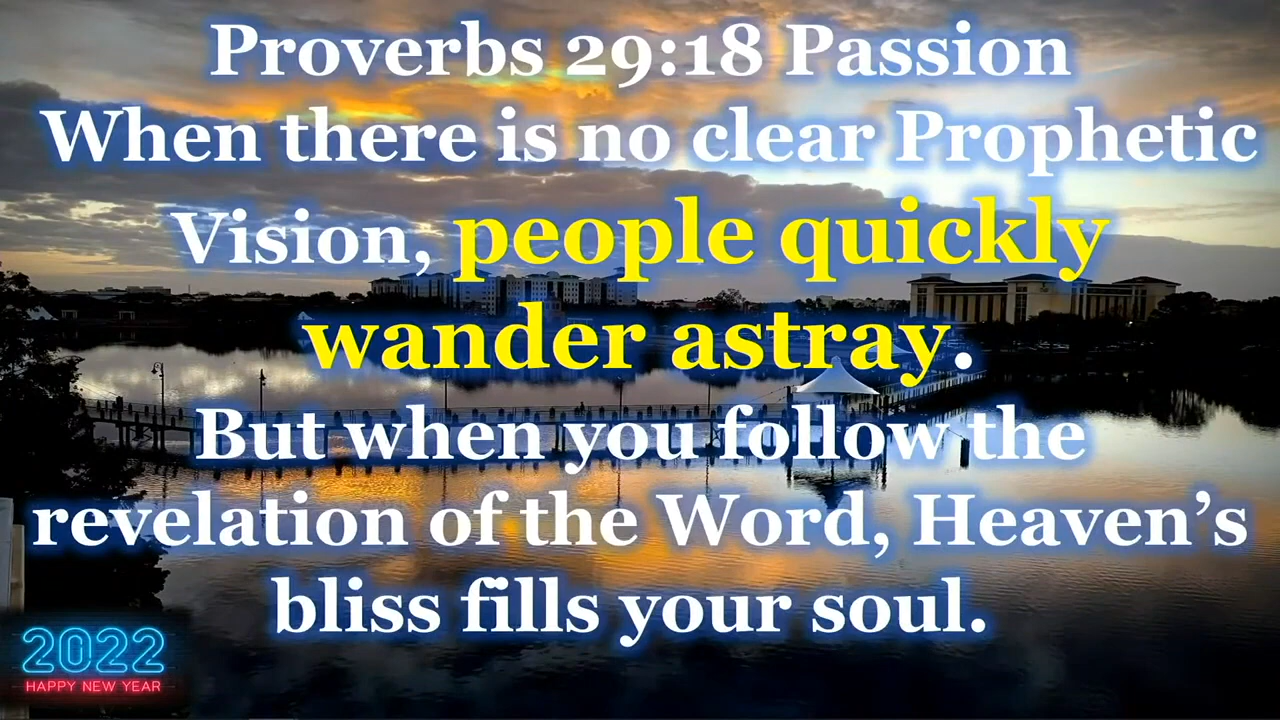 Proverbs 29:18 Passion
When there is no clear Prophetic
Vision, people quickly
wander astray.
But when you follow the
revelation of the Word, Heaven’s
bliss fills your soul.
2022
HAPPY NEW YEAR